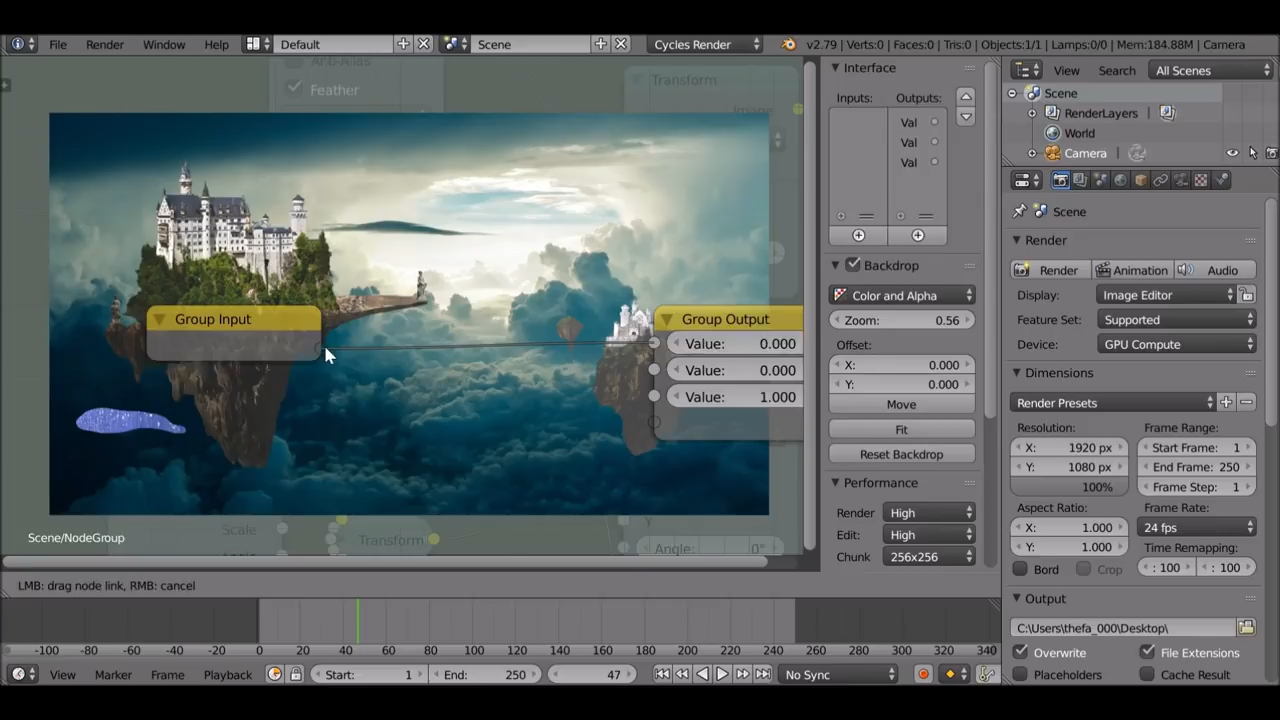 File Render Window Help Default Scene Cycles Render v2.79 | Verts:0 | Faces:0 | Tris:0 | Objects:1/1 | Lamps:0/0 | Mem:184.88M | Camera
Anti-Alias
Feather
Transform
Image
Group Input
Group Output
Value: 0.000
Value: 0.000
Value: 1.000
Scale
Transform
Y
Angle: 0°
Angle
Scene/NodeGroup
Interface
Inputs: Outputs:
Val
Val
Val
Backdrop
Color and Alpha
Zoom: 0.56
Offset:
X: 0.000
Y: 0.000
Move
Fit
Reset Backdrop
Performance
Render High
Edit: High
Chunk 256x256
View Search All Scenes
Scene
RenderLayers |
World
Camera |
Scene
Render
Render Animation Audio
Display: Image Editor
Feature Set: Supported
Device: GPU Compute
Dimensions
Render Presets
Resolution: Frame Range:
X: 1920 px Start Frame: 1
Y: 1080 px End Frame: 250
100% Frame Step: 1
Aspect Ratio: Frame Rate:
X: 1.000 24 fps
Y: 1.000 Time Remapping:
Bord Crop : 100 : 100
Output
C:\Users\thefa_000\Desktop\
Overwrite File Extensions
Placeholders Cache Result
LMB: drag node link, RMB: cancel
-100 -80 -60 -40 -20 0 20 40 60 80 100 120 140 160 180 200 220 240 260 280 300 320 340
View Marker Frame Playback Start: 1 End: 250 47 No Sync